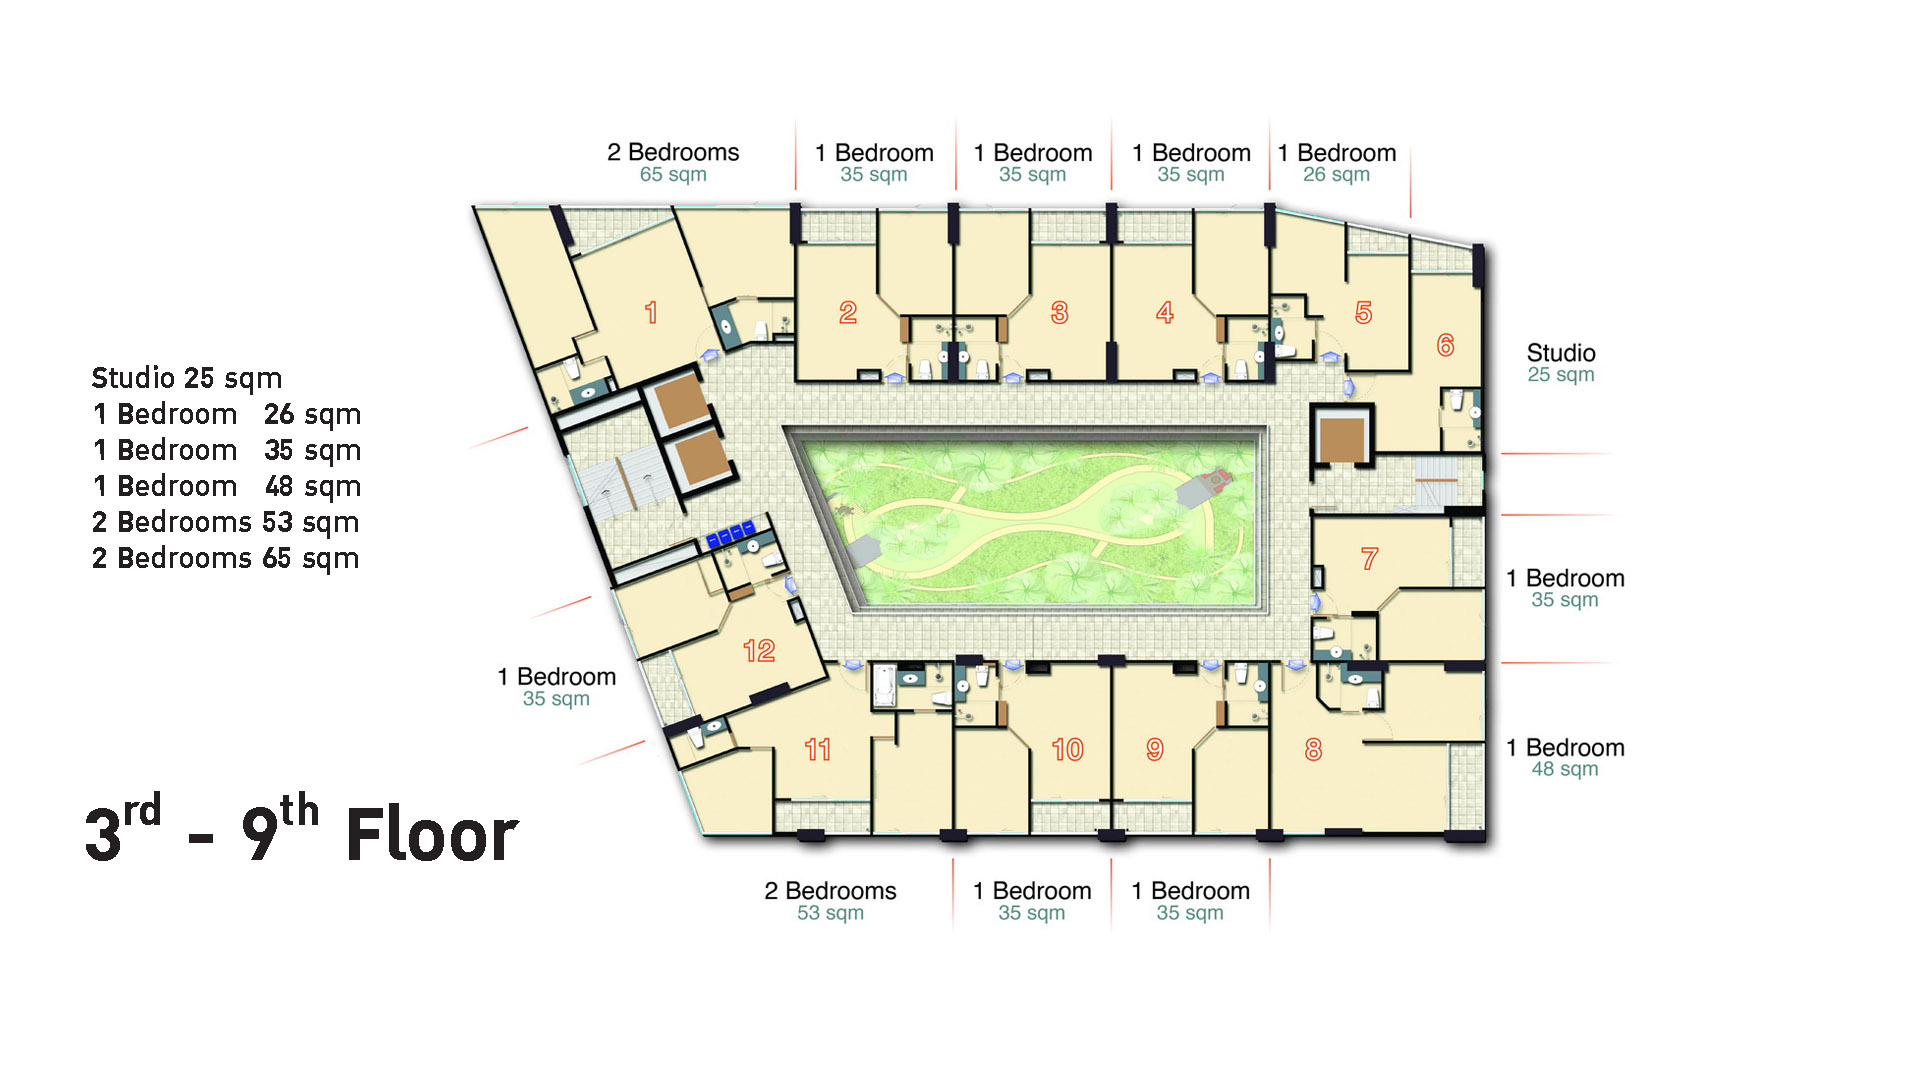 2 Bedrooms
65 sqm
1 Bedroom
35 sqm
1 Bedroom
35 sqm
1 Bedroom
35 sqm
1 Bedroom
26 sqm
1
2
3
4
5
6
Studio
25 sqm
Studio 25 sqm
1 Bedroom 26 sqm
1 Bedroom 35 sqm
1 Bedroom 48 sqm
2 Bedrooms 53 sqm
2 Bedrooms 65 sqm
7
1 Bedroom
35 sqm
12
1 Bedroom
35 sqm
11
10
9
8
1 Bedroom
48 sqm
3rd - 9th Floor
2 Bedrooms
53 sqm
1 Bedroom
35 sqm
1 Bedroom
35 sqm